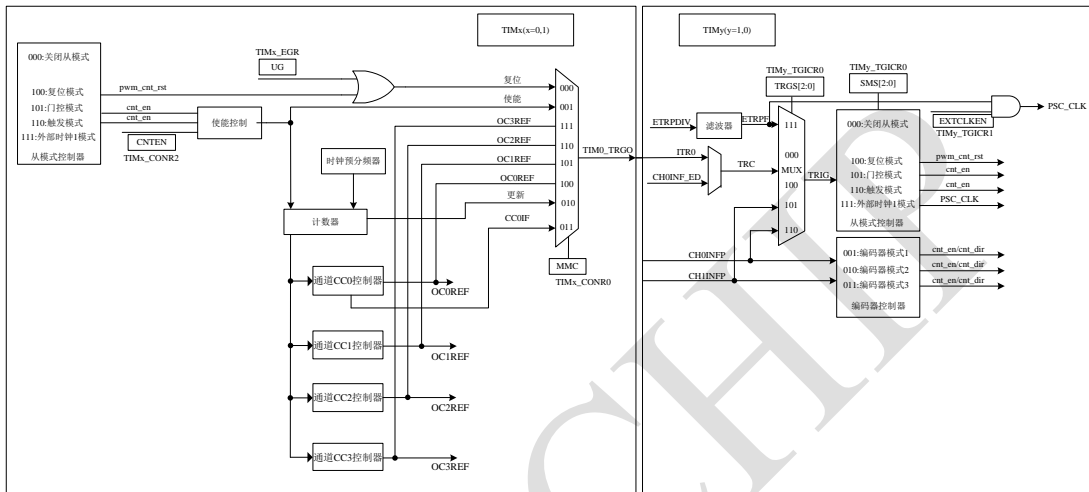 TIMx(x=0,1)
000:关闭从模式
100:复位模式
101:门控模式
110:触发模式
111:外部时钟1模式
从模式控制器
TIMx_EGR
UG
pwm_cnt_rst
cnt_en
cnt_en
CNTEN
TIMx_CONR2
使能控制
时钟预分频器
计数器
通道CC0控制器
OC0REF
通道CC1控制器
OC1REF
通道CC2控制器
OC2REF
通道CC3控制器
OC3REF
复位
000
使能
001
OC3REF
111
OC2REF
110
OC1REF
101
OC0REF
100
更新
010
CC0IF
011
MMC
TIMx_CONR0
TIM0_TRGO
TIMy(y=1,0)
ETRPDIV
滤波器
ETRPF
ITR0
CH0INF_ED
TRC
CH0INFP
CH1INFP
TIMy_TGICR0
TRGS[2:0]
111
000
MUX
100
101
110
TRIG
TIMy_TGICR0
SMS[2:0]
000:关闭从模式
100:复位模式
101:门控模式
110:触发模式
111:外部时钟1模式
从模式控制器
pwm_cnt_rst
cnt_en
cnt_en
PSC_CLK
001:编码器模式1
010:编码器模式2
011:编码器模式3
编码器控制器
cnt_en/cnt_dir
cnt_en/cnt_dir
cnt_en/cnt_dir
EXTCLKEN
TIMy_TGICR1
PSC_CLK
CHIP